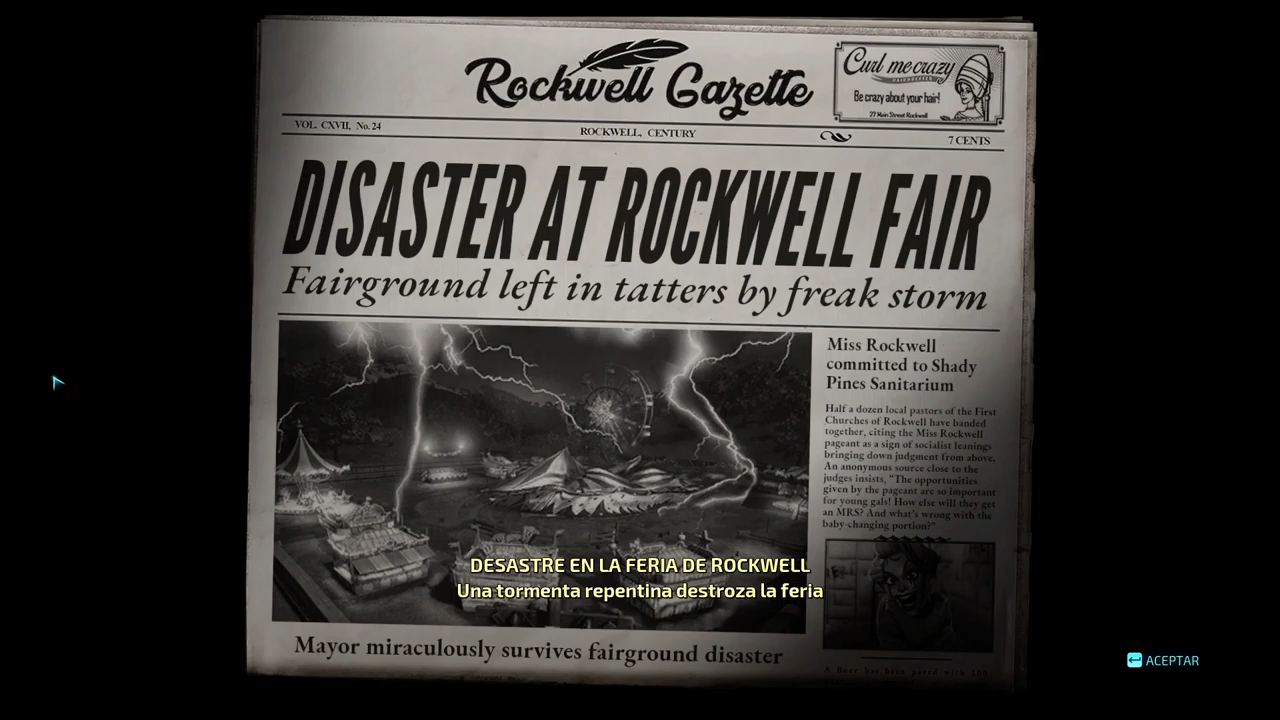 Rockwell Gazette
Curl me crazy
HAIRDRESSER
Be crazy about your hair!
27 Main Street Rockwell
VOL. CXVII, No. 24
ROCKWELL, CENTURY
7 CENTS
DISASTER AT ROCKWELL FAIR
Fairground left in tatters by freak storm
Miss Rockwell
committed to Shady
Pines Sanitarium
Half a dozen local pastors of the First
Churches of Rockwell have banded
together, citing the Miss Rockwell
pageant as a sign of socialist leanings
bringing down judgment from above.
An anonymous source close to the
judges insists, "The opportunities
given by the pageant are so important
for young gals! How else will they get
an MRS? And what's wrong with the
baby-changing portion?"
DESASTRE EN LA FERIA DE ROCKWELL
Una tormenta repentina destroza la feria
Mayor miraculously survives fairground disaster
ACEPTAR